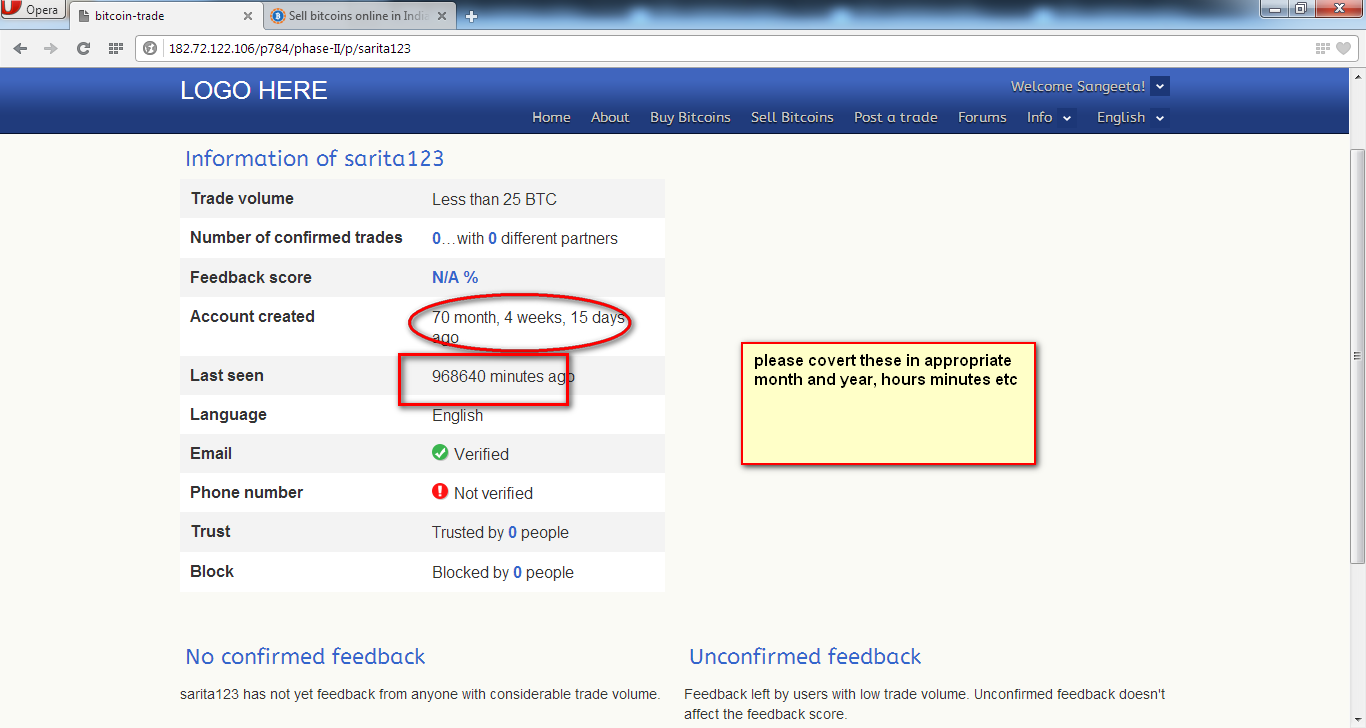 Opera
bitcoin-trade
Sell bitcoins online in India
182.72.122.106/p784/phase-II/p/sarita123
LOGO HERE
Welcome Sangeeta!
Home About Buy Bitcoins Sell Bitcoins Post a trade Forums Info English
Information of sarita123
Trade volume Less than 25 BTC
Number of confirmed trades 0...with 0 different partners
Feedback score N/A %
Account created 70 month, 4 weeks, 15 days
ago
Last seen 968640 minutes ago
Language English
Email Verified
Phone number Not verified
Trust Trusted by 0 people
Block Blocked by 0 people
please covert these in appropriate
month and year, hours minutes etc
No confirmed feedback
sarita123 has not yet feedback from anyone with considerable trade volume.
Unconfirmed feedback
Feedback left by users with low trade volume. Unconfirmed feedback doesn't
affect the feedback score.